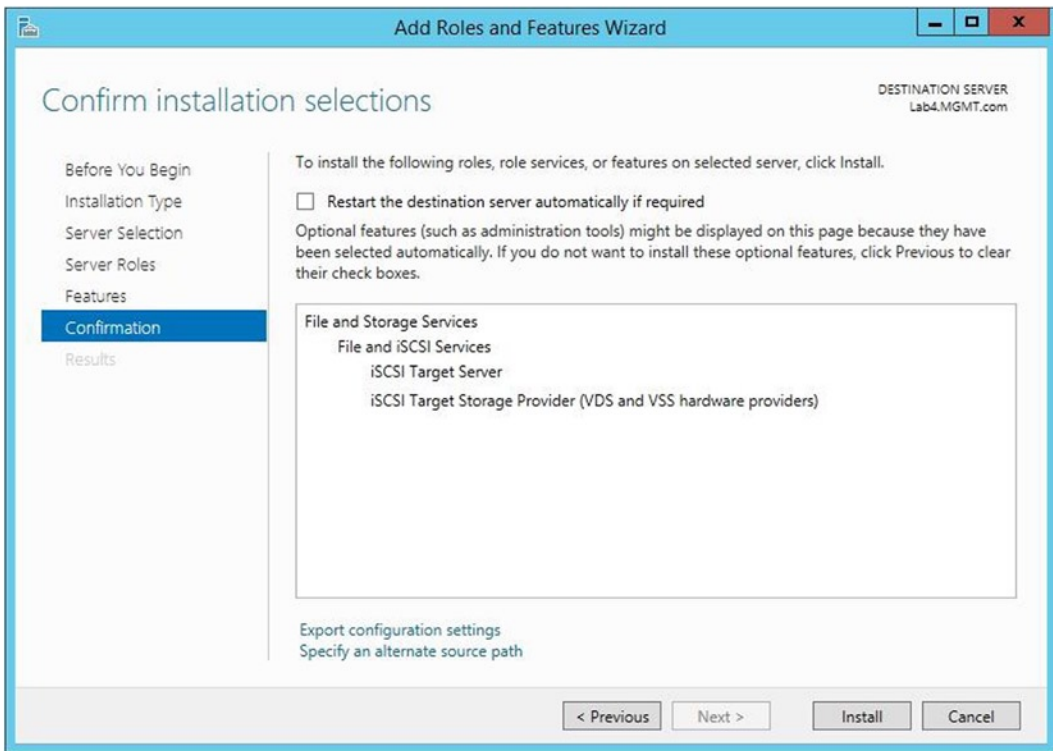 Add Roles and Features Wizard
Confirm installation selections
DESTINATION SERVER
Lab4.MGMT.com
Before You Begin
Installation Type
Server Selection
Server Roles
Features
Confirmation
Results
To install the following roles, role services, or features on selected server, click Install.
Restart the destination server automatically if required
Optional features (such as administration tools) might be displayed on this page because they have
been selected automatically. If you do not want to install these optional features, click Previous to clear
their check boxes.
File and Storage Services
File and iSCSI Services
iSCSI Target Server
iSCSI Target Storage Provider (VDS and VSS hardware providers)
Export configuration settings
Specify an alternate source path
< Previous
Next >
Install
Cancel